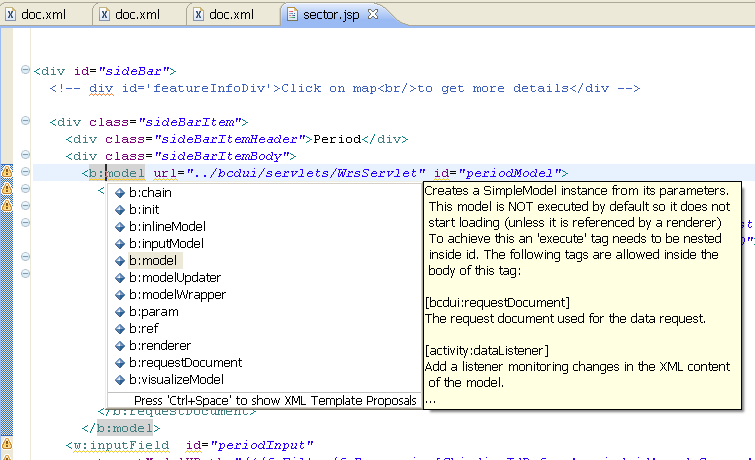 doc.xml doc.xml doc.xml sector.jsp
<div id="sideBar">
<!-- div id='featureInfoDiv'>Click on map<br/>to get more details</div -->
<div class="sideBarItem">
<div class="sideBarItemHeader">Period</div>
<div class="sideBarItemBody">
<b:model url="../bcdui/servlets/WrsServlet" id="periodModel">
<
b:chain
b:init
b:inlineModel
b:inputModel
b:model
b:modelUpdater
b:modelWrapper
b:param
b:ref
b:renderer
b:requestDocument
b:visualizeModel
Press 'Ctrl+Space' to show XML Template Proposals
Creates a SimpleModel instance from its parameters.
This model is NOT executed by default so it does not
start loading (unless it is referenced by a renderer)
To achieve this an 'execute' tag needs to be nested
inside id. The following tags are allowed inside the
body of this tag:
[bcdui:requestDocument]
The request document used for the data request.
[activity:dataListener]
Add a listener monitoring changes in the XML content
of the model.
...
</b:requestDocument>
</b:model>
<w:inputField id="periodInput"